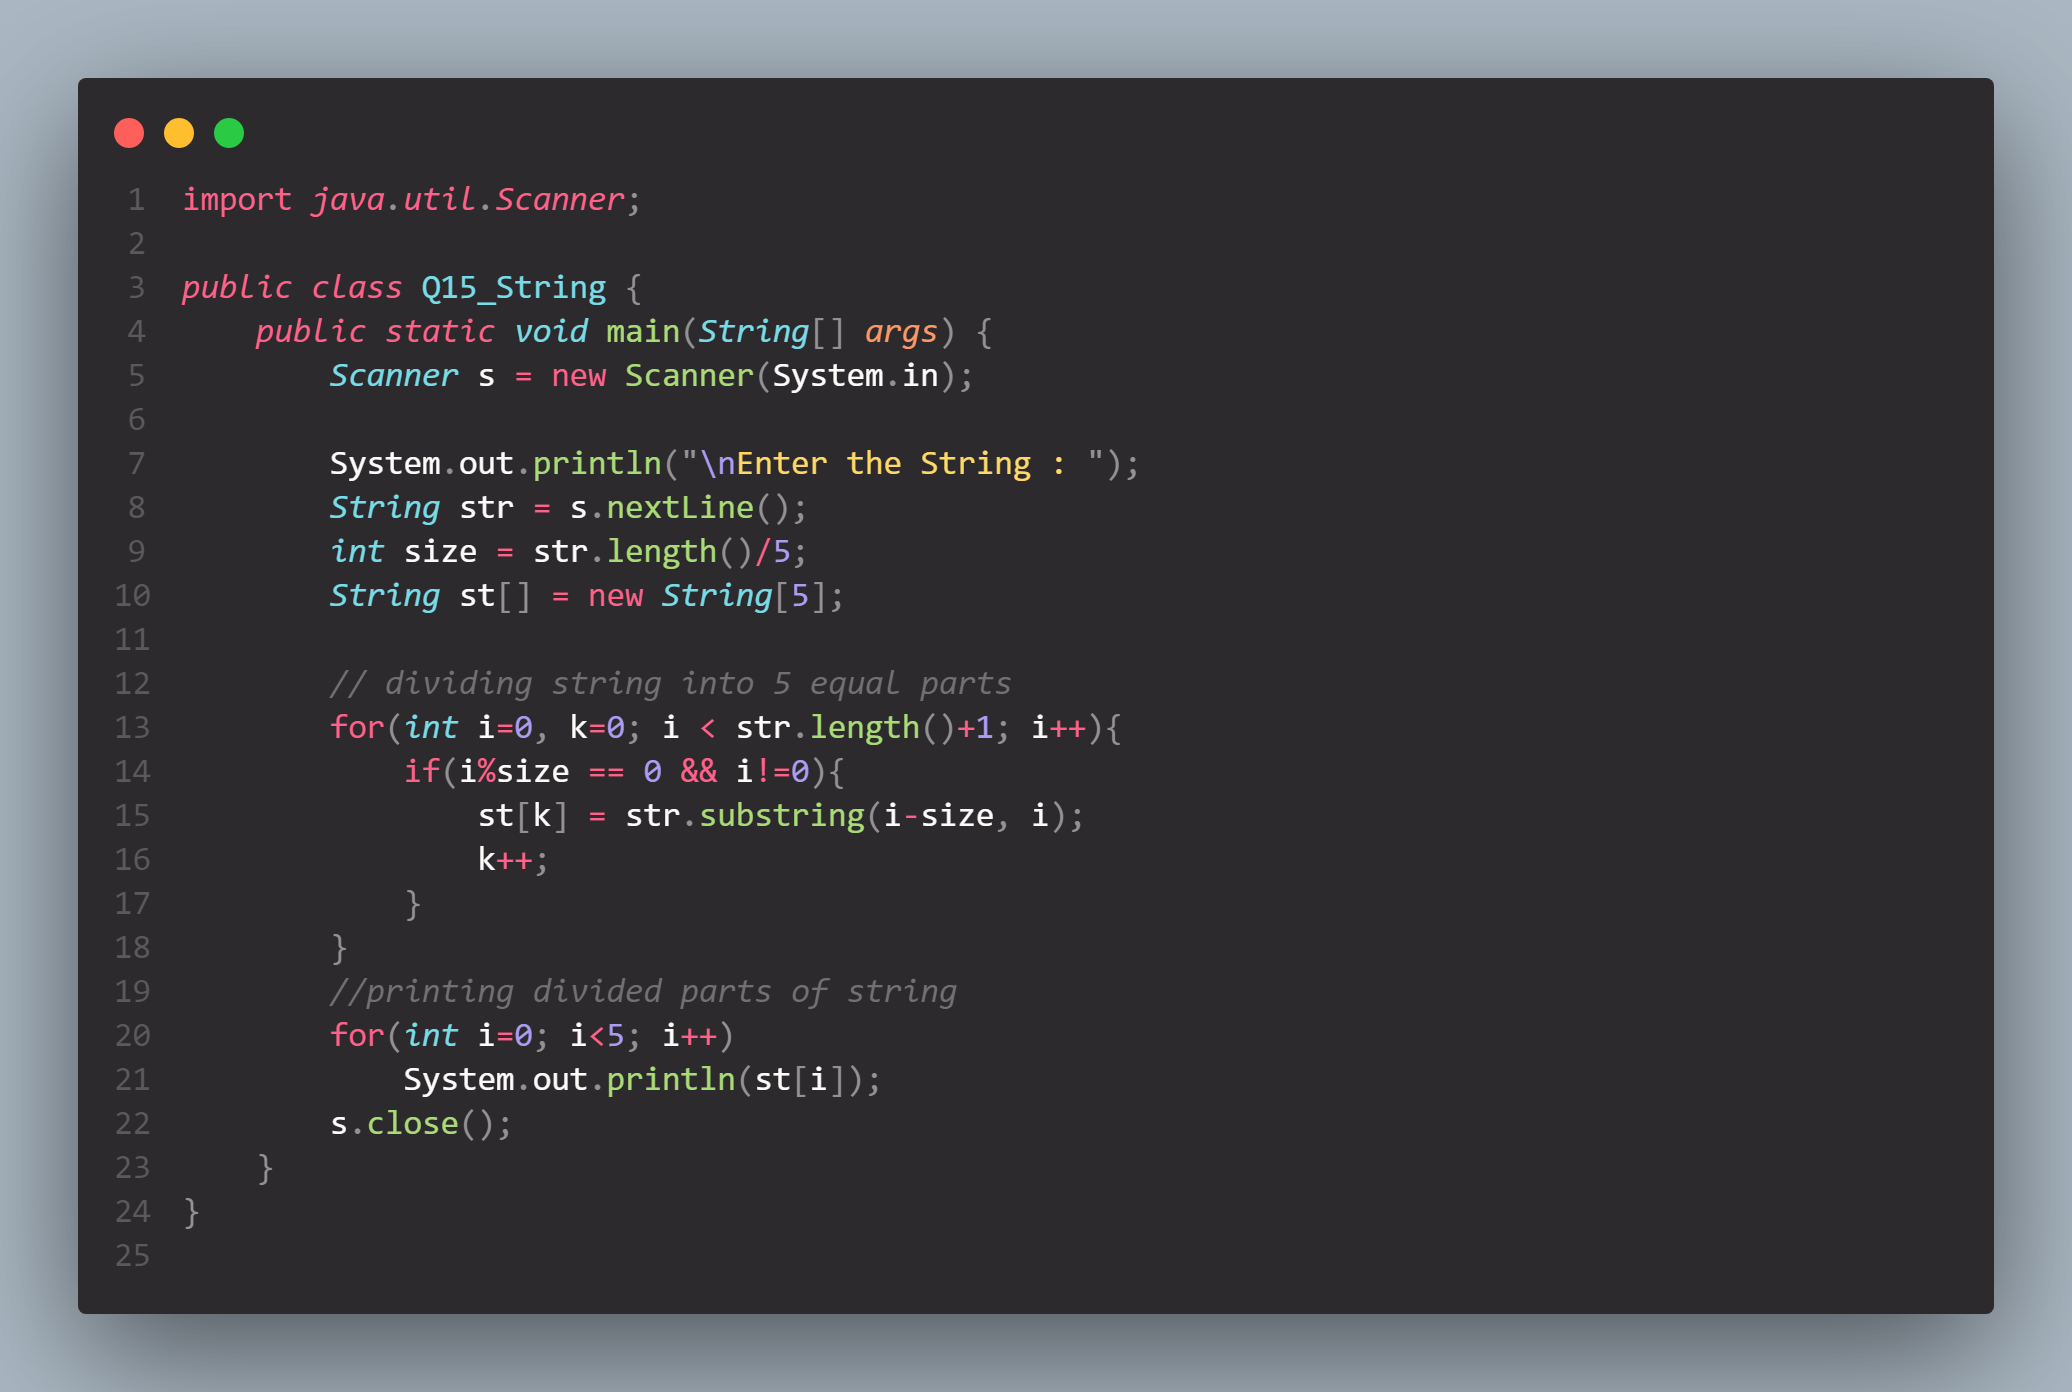 1 import java.util.Scanner;
2
3 public class Q15_String {
4     public static void main(String[] args) {
5         Scanner s = new Scanner(System.in);
6
7         System.out.println("\nEnter the String : ");
8         String str = s.nextLine();
9         int size = str.length()/5;
10         String st[] = new String[5];
11
12         // dividing string into 5 equal parts
13         for(int i=0, k=0; i < str.length()+1; i++){
14             if(i%size == 0 && i!=0){
15                 st[k] = str.substring(i-size, i);
16                 k++;
17             }
18         }
19         //printing divided parts of string
20         for(int i=0; i<5; i++)
21             System.out.println(st[i]);
22         s.close();
23     }
24 }
25